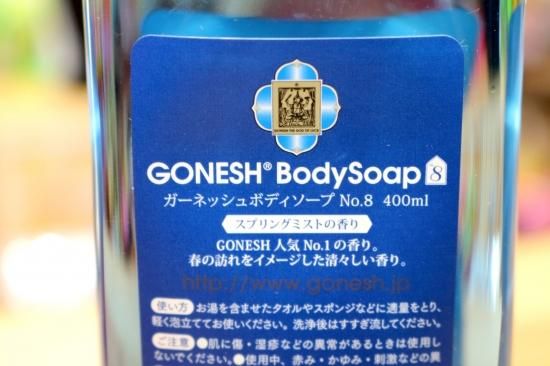 GONESH THE GOD OF LUCK
GONESH® BodySoap 8
ガーネッシュボディソープ No.8 400ml
スプリングミストの香り
GONESH 人気 No.1 の香り。
春の訪れをイメージした清々しい香り。
http://www.gonesh.jp
使い方 お湯を含ませたタオルやスポンジなどに適量をとり、
軽く泡立ててお使いください。洗浄後はすすぎ流してください。
ご注意 ●肌に傷・湿疹などの異常があるときは使用し
ないでください。●使用中、赤み・かゆみ・刺激などの異